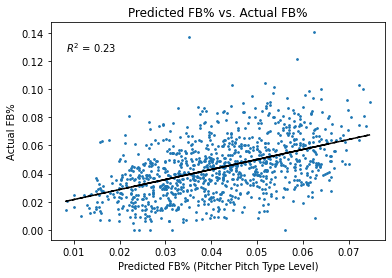 Predicted FB% vs. Actual FB%
R² = 0.23
0.14
0.12
0.10
0.08
0.06
0.04
0.02
0.00
Actual FB%
0.01 0.02 0.03 0.04 0.05 0.06 0.07
Predicted FB% (Pitcher Pitch Type Level)